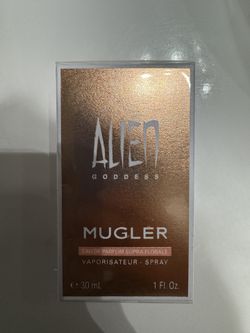 ALIEN
GODDESS
MUGLER
EAU DE PARFUM SUPRA FLORALE
VAPORISATEUR - SPRAY
℮ 30 mL 1 Fl. Oz.